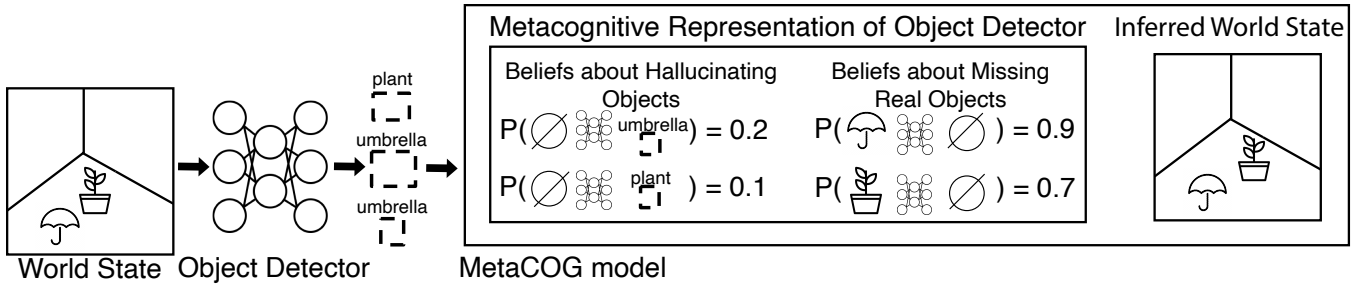 Metacognitive Representation of Object Detector
Inferred World State
Beliefs about Hallucinating
Objects
Beliefs about Missing
Real Objects
plant
umbrella
umbrella
P( umbrella ) = 0.2
P( ) = 0.9
P( plant ) = 0.1
P( ) = 0.7
World State
Object Detector
MetaCOG model